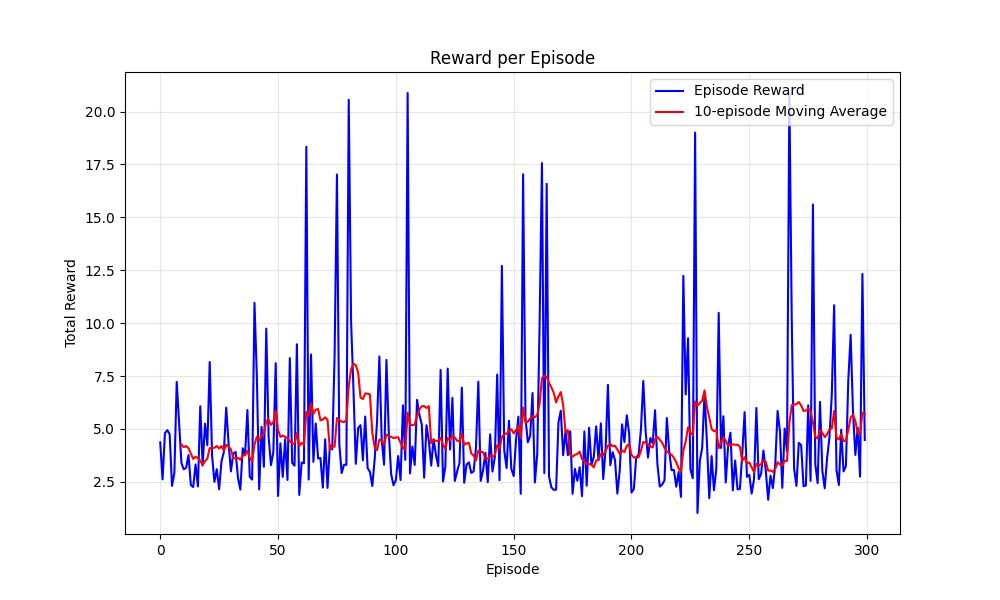 Reward per Episode
Episode Reward
10-episode Moving Average
Total Reward
20.0
17.5
15.0
12.5
10.0
7.5
5.0
2.5
0 50 100 150 200 250 300
Episode